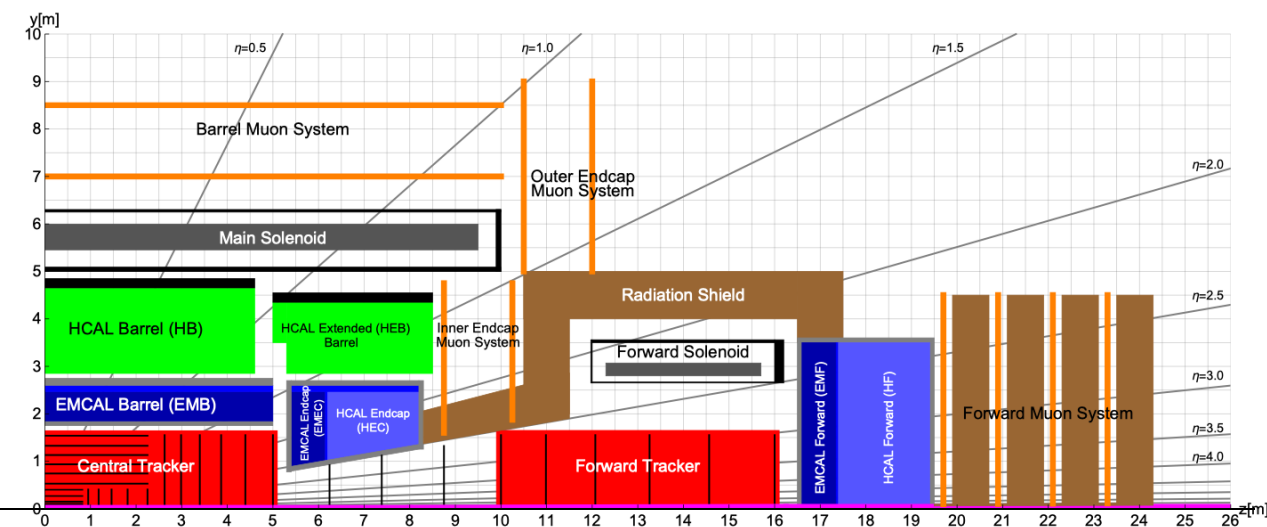 y[m]
10
9
8
7
6
5
4
3
2
1
0
η=0.5
η=1.0
η=1.5
η=2.0
η=2.5
η=3.0
η=3.5
η=4.0
Barrel Muon System
Outer Endcap
Muon System
Main Solenoid
Radiation Shield
HCAL Barrel (HB)
HCAL Extended (HEB)
Barrel
Inner Endcap
Muon System
Forward Solenoid
EMCAL Barrel (EMB)
EMCAL Endcap
(EMEC)
HCAL Endcap
(HEC)
EMCAL Forward (EMF)
HCAL Forward (HF)
Forward Muon System
Central Tracker
Forward Tracker
0 1 2 3 4 5 6 7 8 9 10 11 12 13 14 15 16 17 18 19 20 21 22 23 24 25 26
z[m]